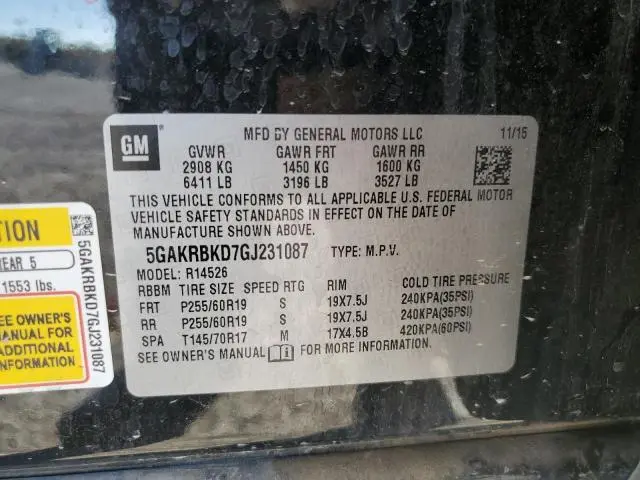 GM
MFD BY GENERAL MOTORS LLC 11/15
GVWR GAWR FRT GAWR RR
2908 KG 1450 KG 1600 KG
6411 LB 3196 LB 3527 LB
THIS VEHICLE CONFORMS TO ALL APPLICABLE U.S. FEDERAL MOTOR
VEHICLE SAFETY STANDARDS IN EFFECT ON THE DATE OF
MANUFACTURE SHOWN ABOVE.
5GAKRBKD7GJ231087 TYPE: M.P.V.
MODEL: R14526
RBBM TIRE SIZE SPEED RTG RIM COLD TIRE PRESSURE
FRT P255/60R19 S 19X7.5J 240KPA(35PSI)
RR P255/60R19 S 19X7.5J 240KPA(35PSI)
SPA T145/70R17 M 17X4.5B 420KPA(60PSI)
SEE OWNER'S MANUAL FOR MORE INFORMATION.
TION
EAR 5
1553 lbs.
EE OWNER'S
MANUAL FOR
ADDITIONAL
FORMATION
5GAKRBKD7GJ231087